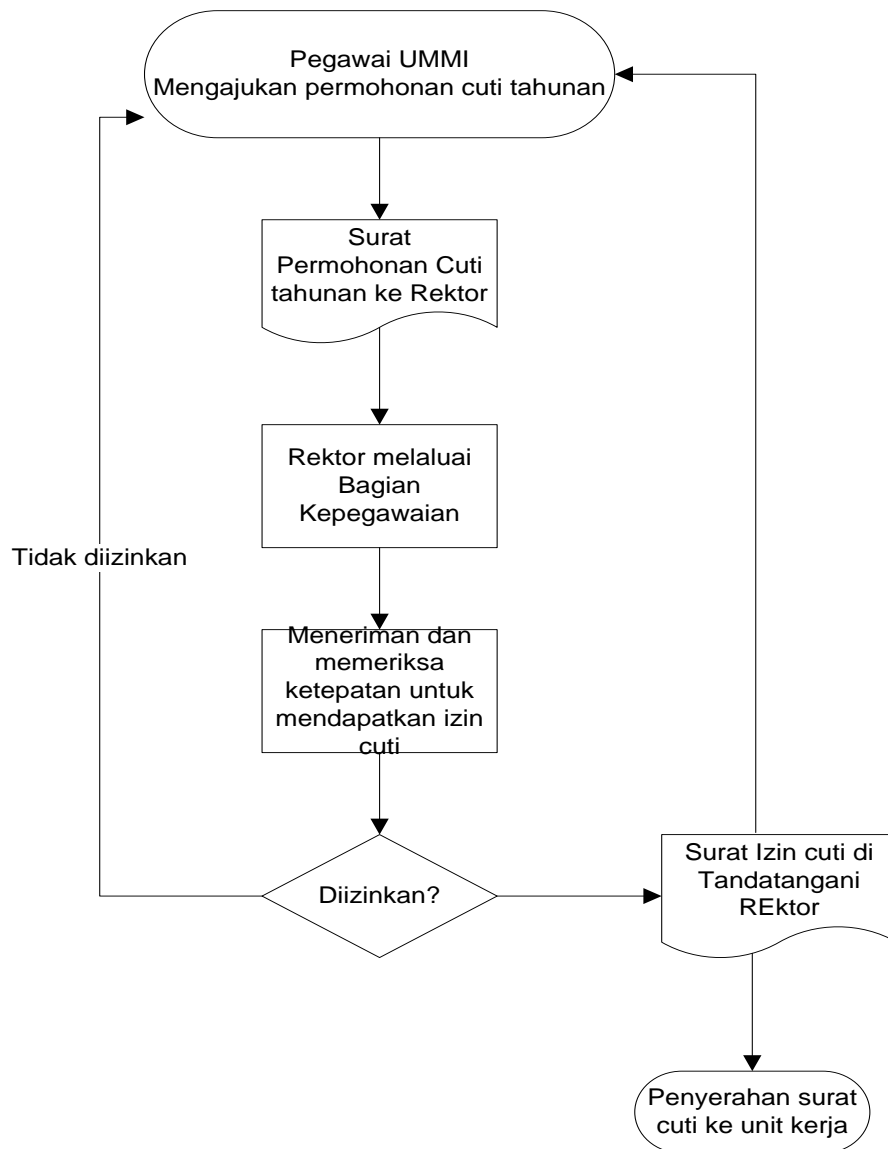 Pegawai UMMI
Mengajukan permohonan cuti tahunan
Surat
Permohonan Cuti
tahunan ke Rektor
Rektor melaluai
Bagian
Kepegawaian
Tidak diizinkan
Meneriman dan
memeriksa
ketepatan untuk
mendapatkan izin
cuti
Diizinkan?
Surat Izin cuti di
Tandatangani
REktor
Penyerahan surat
cuti ke unit kerja